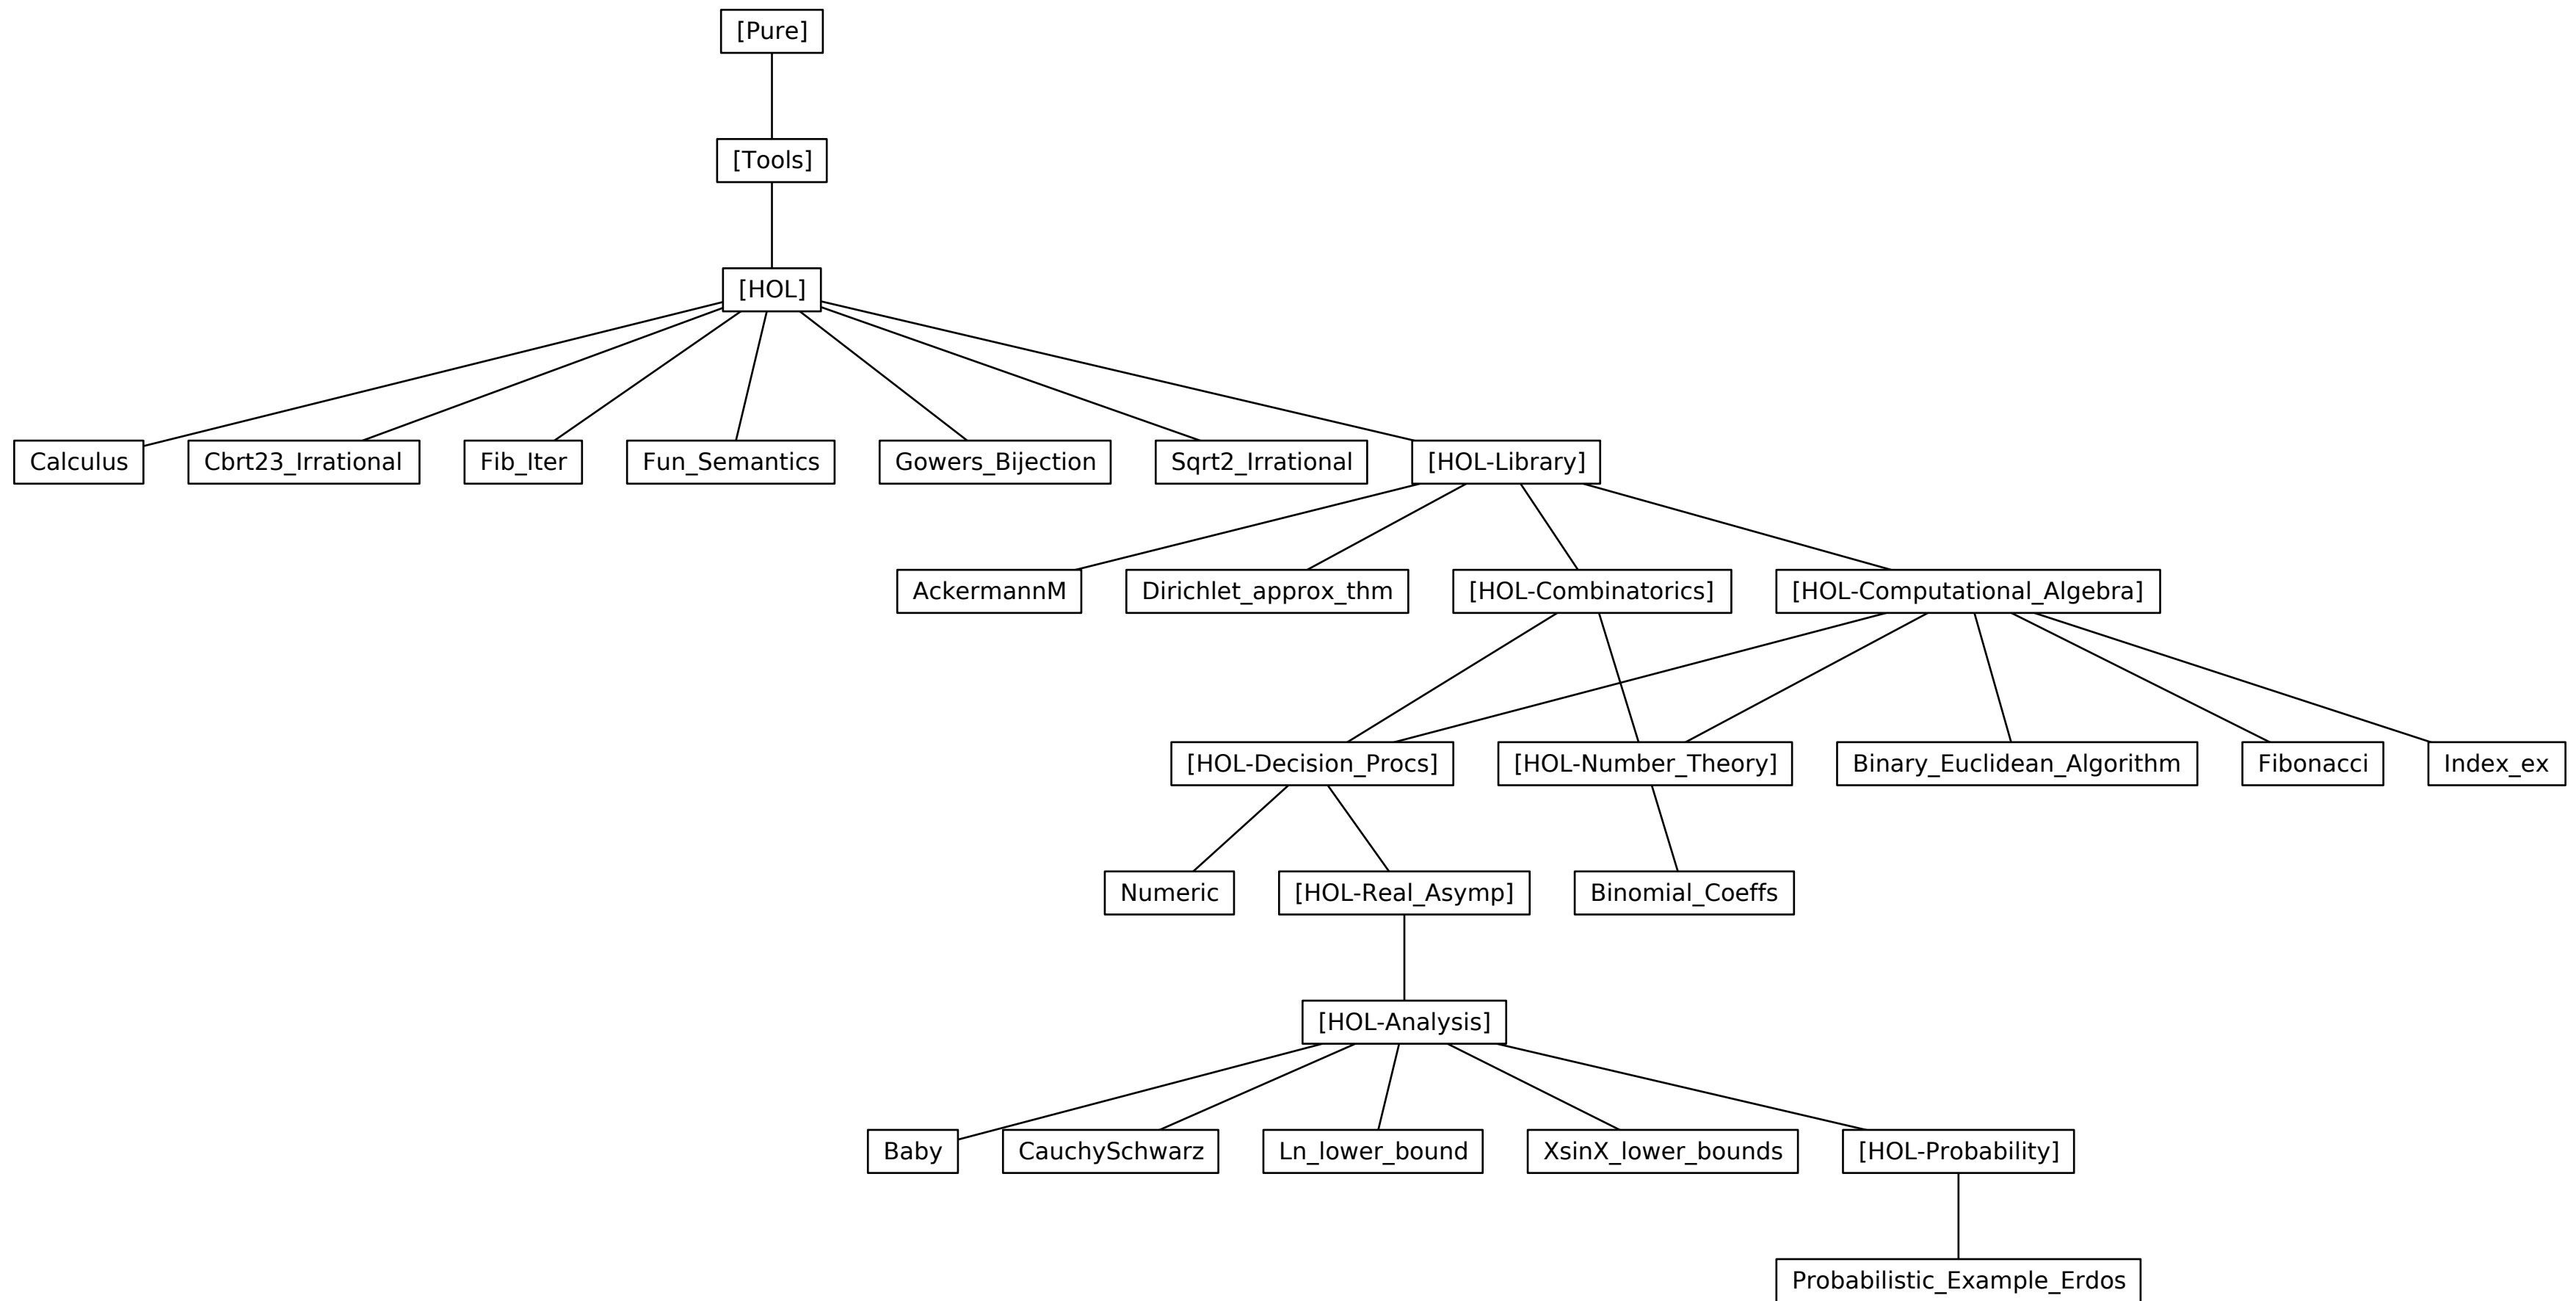 [Pure]
[Tools]
[HOL]
Calculus
Cbrt23_Irrational
Fib_Iter
Fun_Semantics
Gowers_Bijection
Sqrt2_Irrational
[HOL-Library]
AckermannM
Dirichlet_approx_thm
[HOL-Combinatorics]
[HOL-Computational_Algebra]
[HOL-Decision_Procs]
[HOL-Number_Theory]
Binary_Euclidean_Algorithm
Fibonacci
Index_ex
Numeric
[HOL-Real_Asymp]
Binomial_Coeffs
[HOL-Analysis]
Baby
CauchySchwarz
Ln_lower_bound
XsinX_lower_bounds
[HOL-Probability]
Probabilistic_Example_Erdos